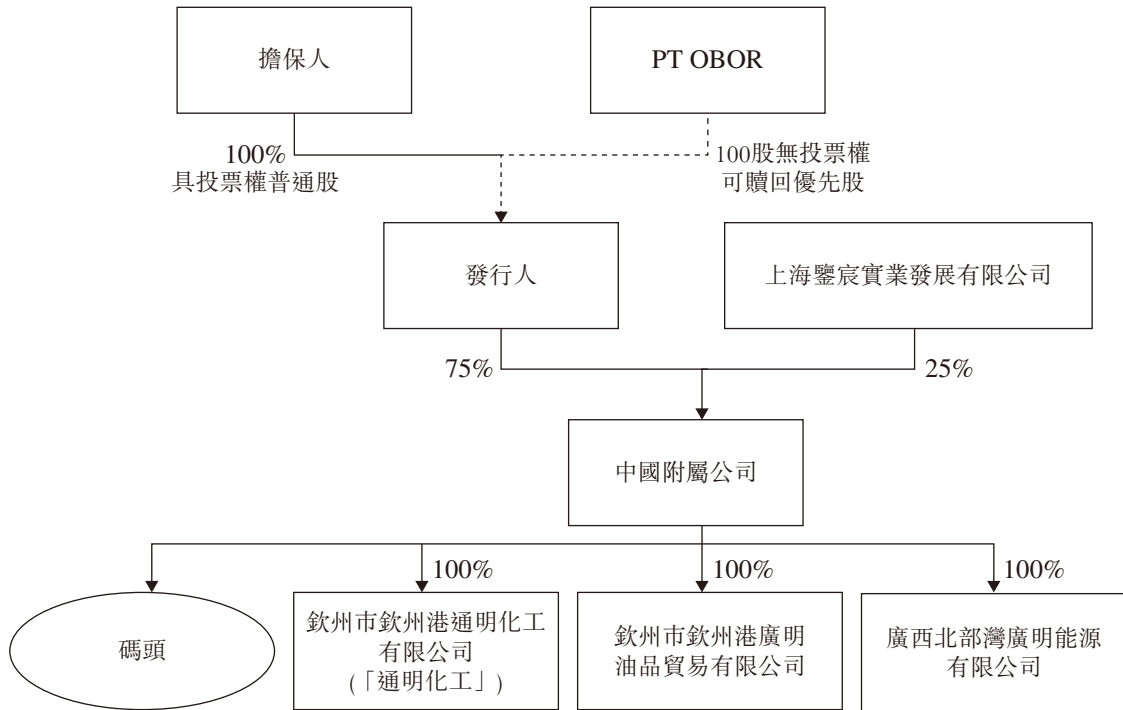 擔保人
PT OBOR
100%
具投票權普通股
100股無投票權
可贖回優先股
發行人
上海鑒宸實業發展有限公司
75%
25%
中國附屬公司
100%
100%
100%
碼頭
欽州市欽州港通明化工
有限公司
(「通明化工」)
欽州市欽州港廣明
油品貿易有限公司
廣西北部灣廣明能源
有限公司